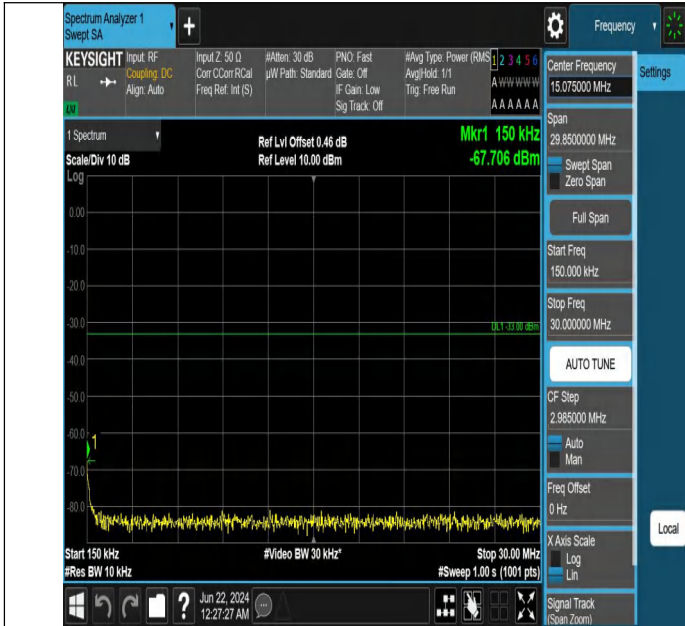 Spectrum Analyzer 1
Swept SA
+
Frequency
KEYSIGHT
RL
Input: RF
Coupling: DC
Align: Auto
Input Z: 50 Ω
Corr CCorr RCal
Freq Ref: Int (S)
#Atten: 30 dB
µW Path: Standard
PNO: Fast
Gate: Off
IF Gain: Low
Sig Track: Off
#Avg Type: Power (RMS
Avg|Hold: 1/1
Trig: Free Run
1 2 3 4 5 6
A W W W W W
A A A A A A
1 Spectrum
Scale/Div 10 dB
Ref Lvl Offset 0.46 dB
Ref Level 10.00 dBm
Mkr1 150 kHz
-67.706 dBm
Log
0.00
-10.0
-20.0
-30.0
DL1 -33.00 dBm
-40.0
-50.0
-60.0
1
-70.0
-80.0
Start 150 kHz
#Video BW 30 kHz*
Stop 30.00 MHz
#Res BW 10 kHz
#Sweep 1.00 s (1001 pts)
Center Frequency
15.075000 MHz
Settings
Span
29.8500000 MHz
Swept Span
Zero Span
Full Span
Start Freq
150.000 kHz
Stop Freq
30.000000 MHz
AUTO TUNE
CF Step
2.985000 MHz
Auto
Man
Freq Offset
0 Hz
X Axis Scale
Log
Lin
Local
Signal Track
(Span Zoom)
?
Jun 22, 2024
12:27:27 AM